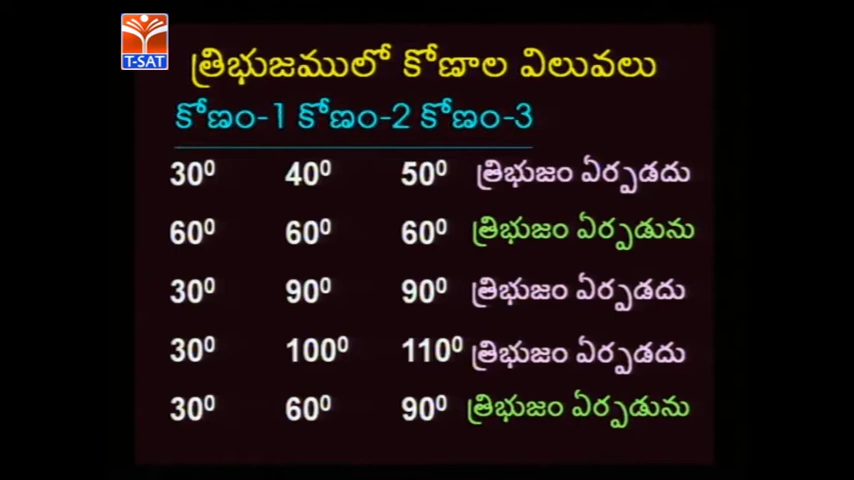 T-SAT
త్రిభుజములో కోణాల విలువలు
కోణం-1 కోణం-2 కోణం-3
30⁰ 40⁰ 50⁰ త్రిభుజం ఏర్పడదు
60⁰ 60⁰ 60⁰ త్రిభుజం ఏర్పడును
30⁰ 90⁰ 90⁰ త్రిభుజం ఏర్పడదు
30⁰ 100⁰ 110⁰ త్రిభుజం ఏర్పడదు
30⁰ 60⁰ 90⁰ త్రిభుజం ఏర్పడును